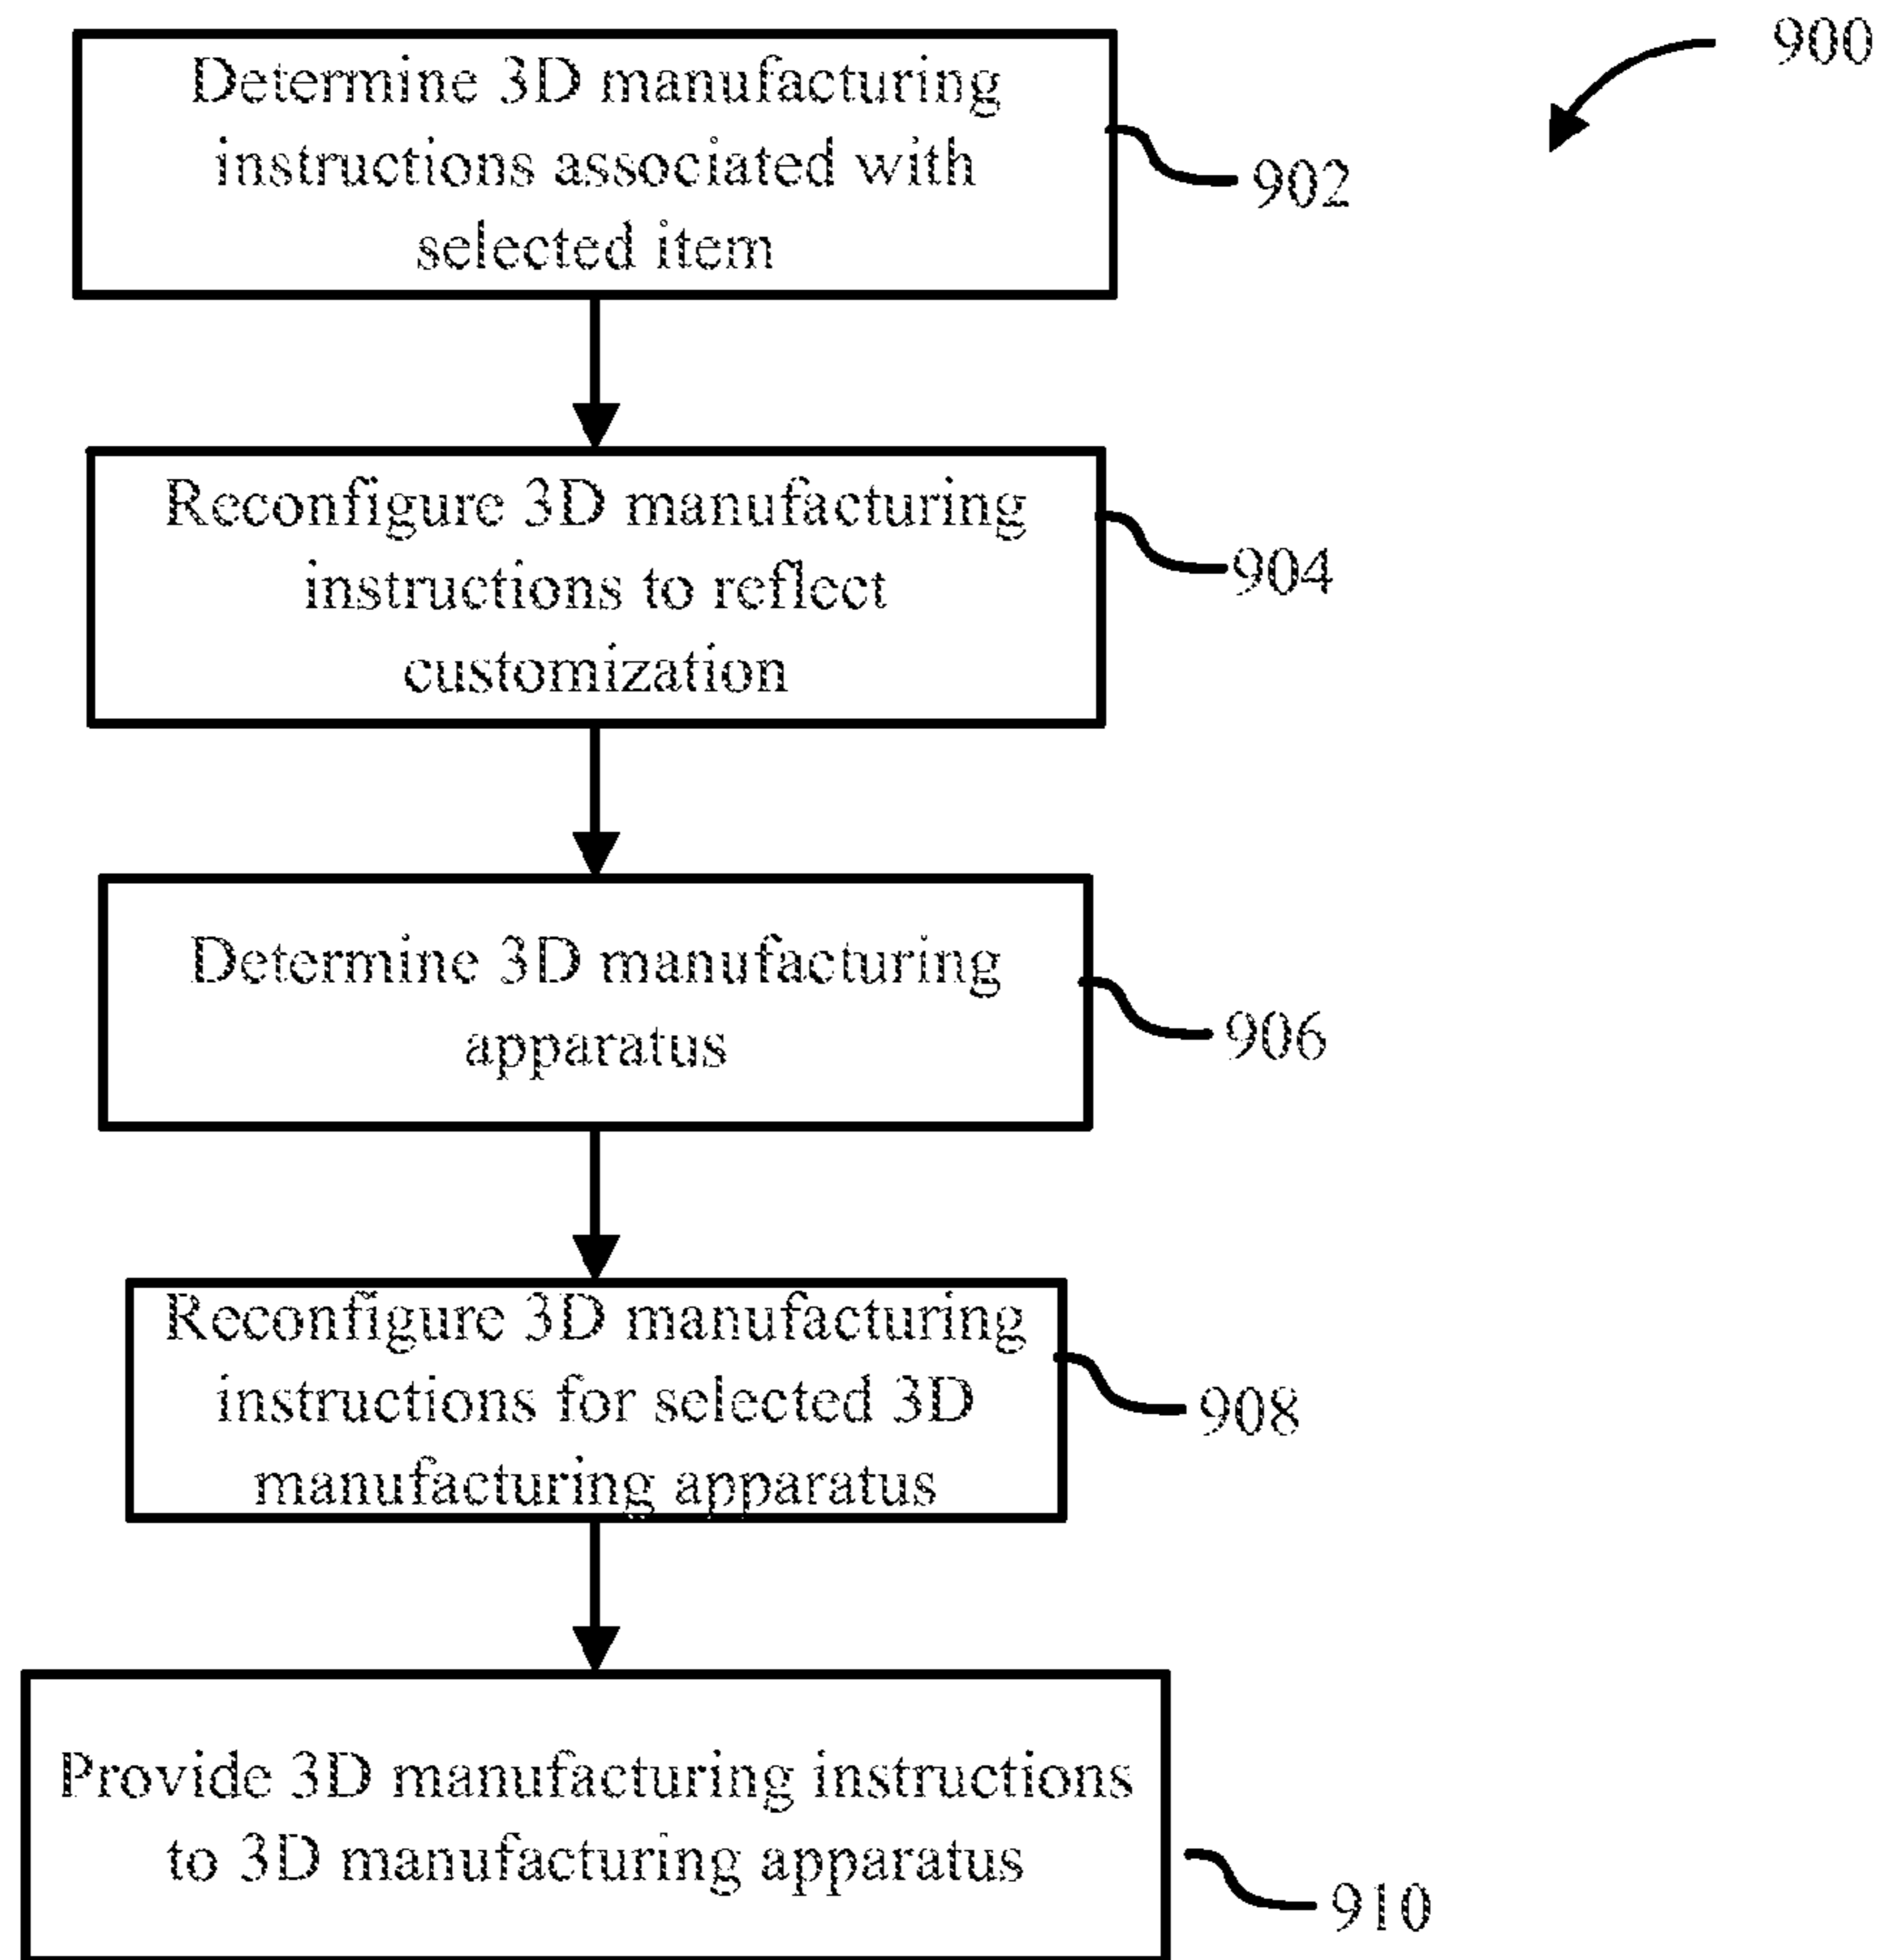 900
Determine 3D manufacturing
instructions associated with
selected item
902
Reconfigure 3D manufacturing
instructions to reflect
customization
904
Determine 3D manufacturing
apparatus
906
Reconfigure 3D manufacturing
instructions for selected 3D
manufacturing apparatus
908
Provide 3D manufacturing instructions
to 3D manufacturing apparatus
910